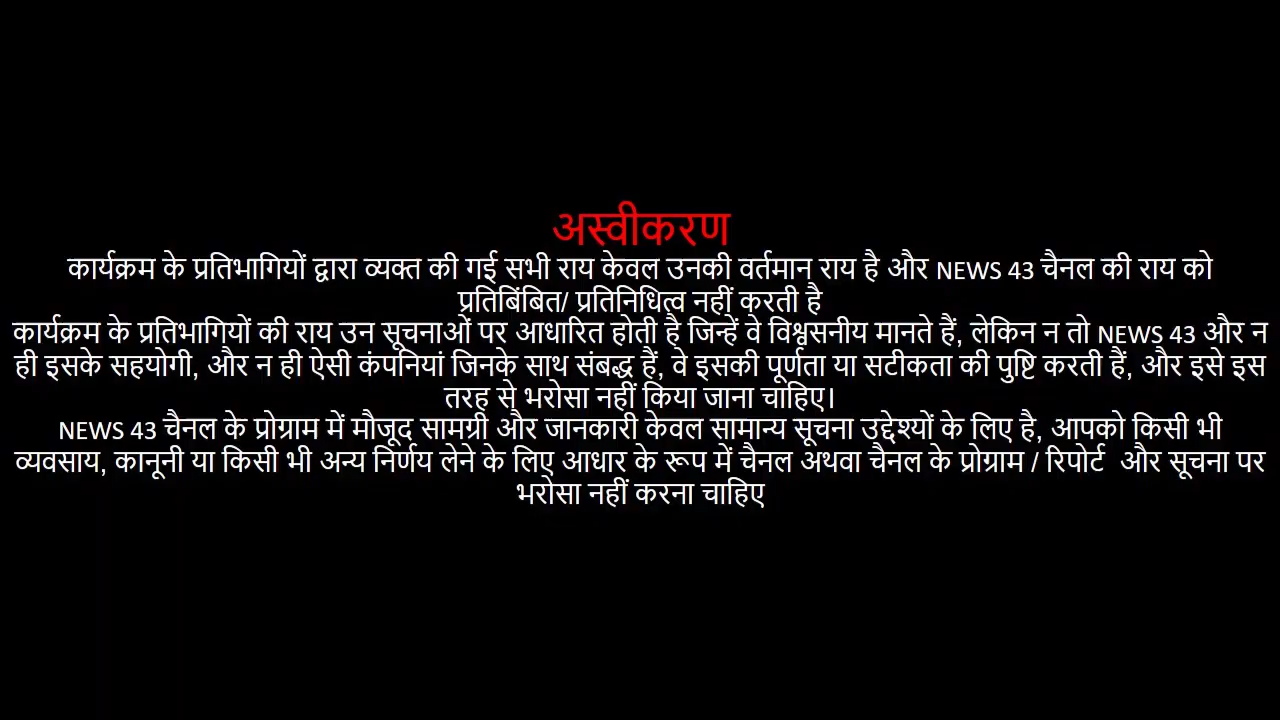 अस्वीकरण
कार्यक्रम के प्रतिभागियों द्वारा व्यक्त की गई सभी राय केवल उनकी वर्तमान राय है और NEWS 43 चैनल की राय को
प्रतिबिंबित/ प्रतिनिधित्व नहीं करती है
कार्यक्रम के प्रतिभागियों की राय उन सूचनाओं पर आधारित होती है जिन्हें वे विश्वसनीय मानते हैं, लेकिन न तो NEWS 43 और न
ही इसके सहयोगी, और न ही ऐसी कंपनियां जिनके साथ संबद्ध हैं, वे इसकी पूर्णता या सटीकता की पुष्टि करती हैं, और इसे इस
तरह से भरोसा नहीं किया जाना चाहिए।
NEWS 43 चैनल के प्रोग्राम में मौजूद सामग्री और जानकारी केवल सामान्य सूचना उद्देश्यों के लिए है, आपको किसी भी
व्यवसाय, कानूनी या किसी भी अन्य निर्णय लेने के लिए आधार के रूप में चैनल अथवा चैनल के प्रोग्राम / रिपोर्ट और सूचना पर
भरोसा नहीं करना चाहिए